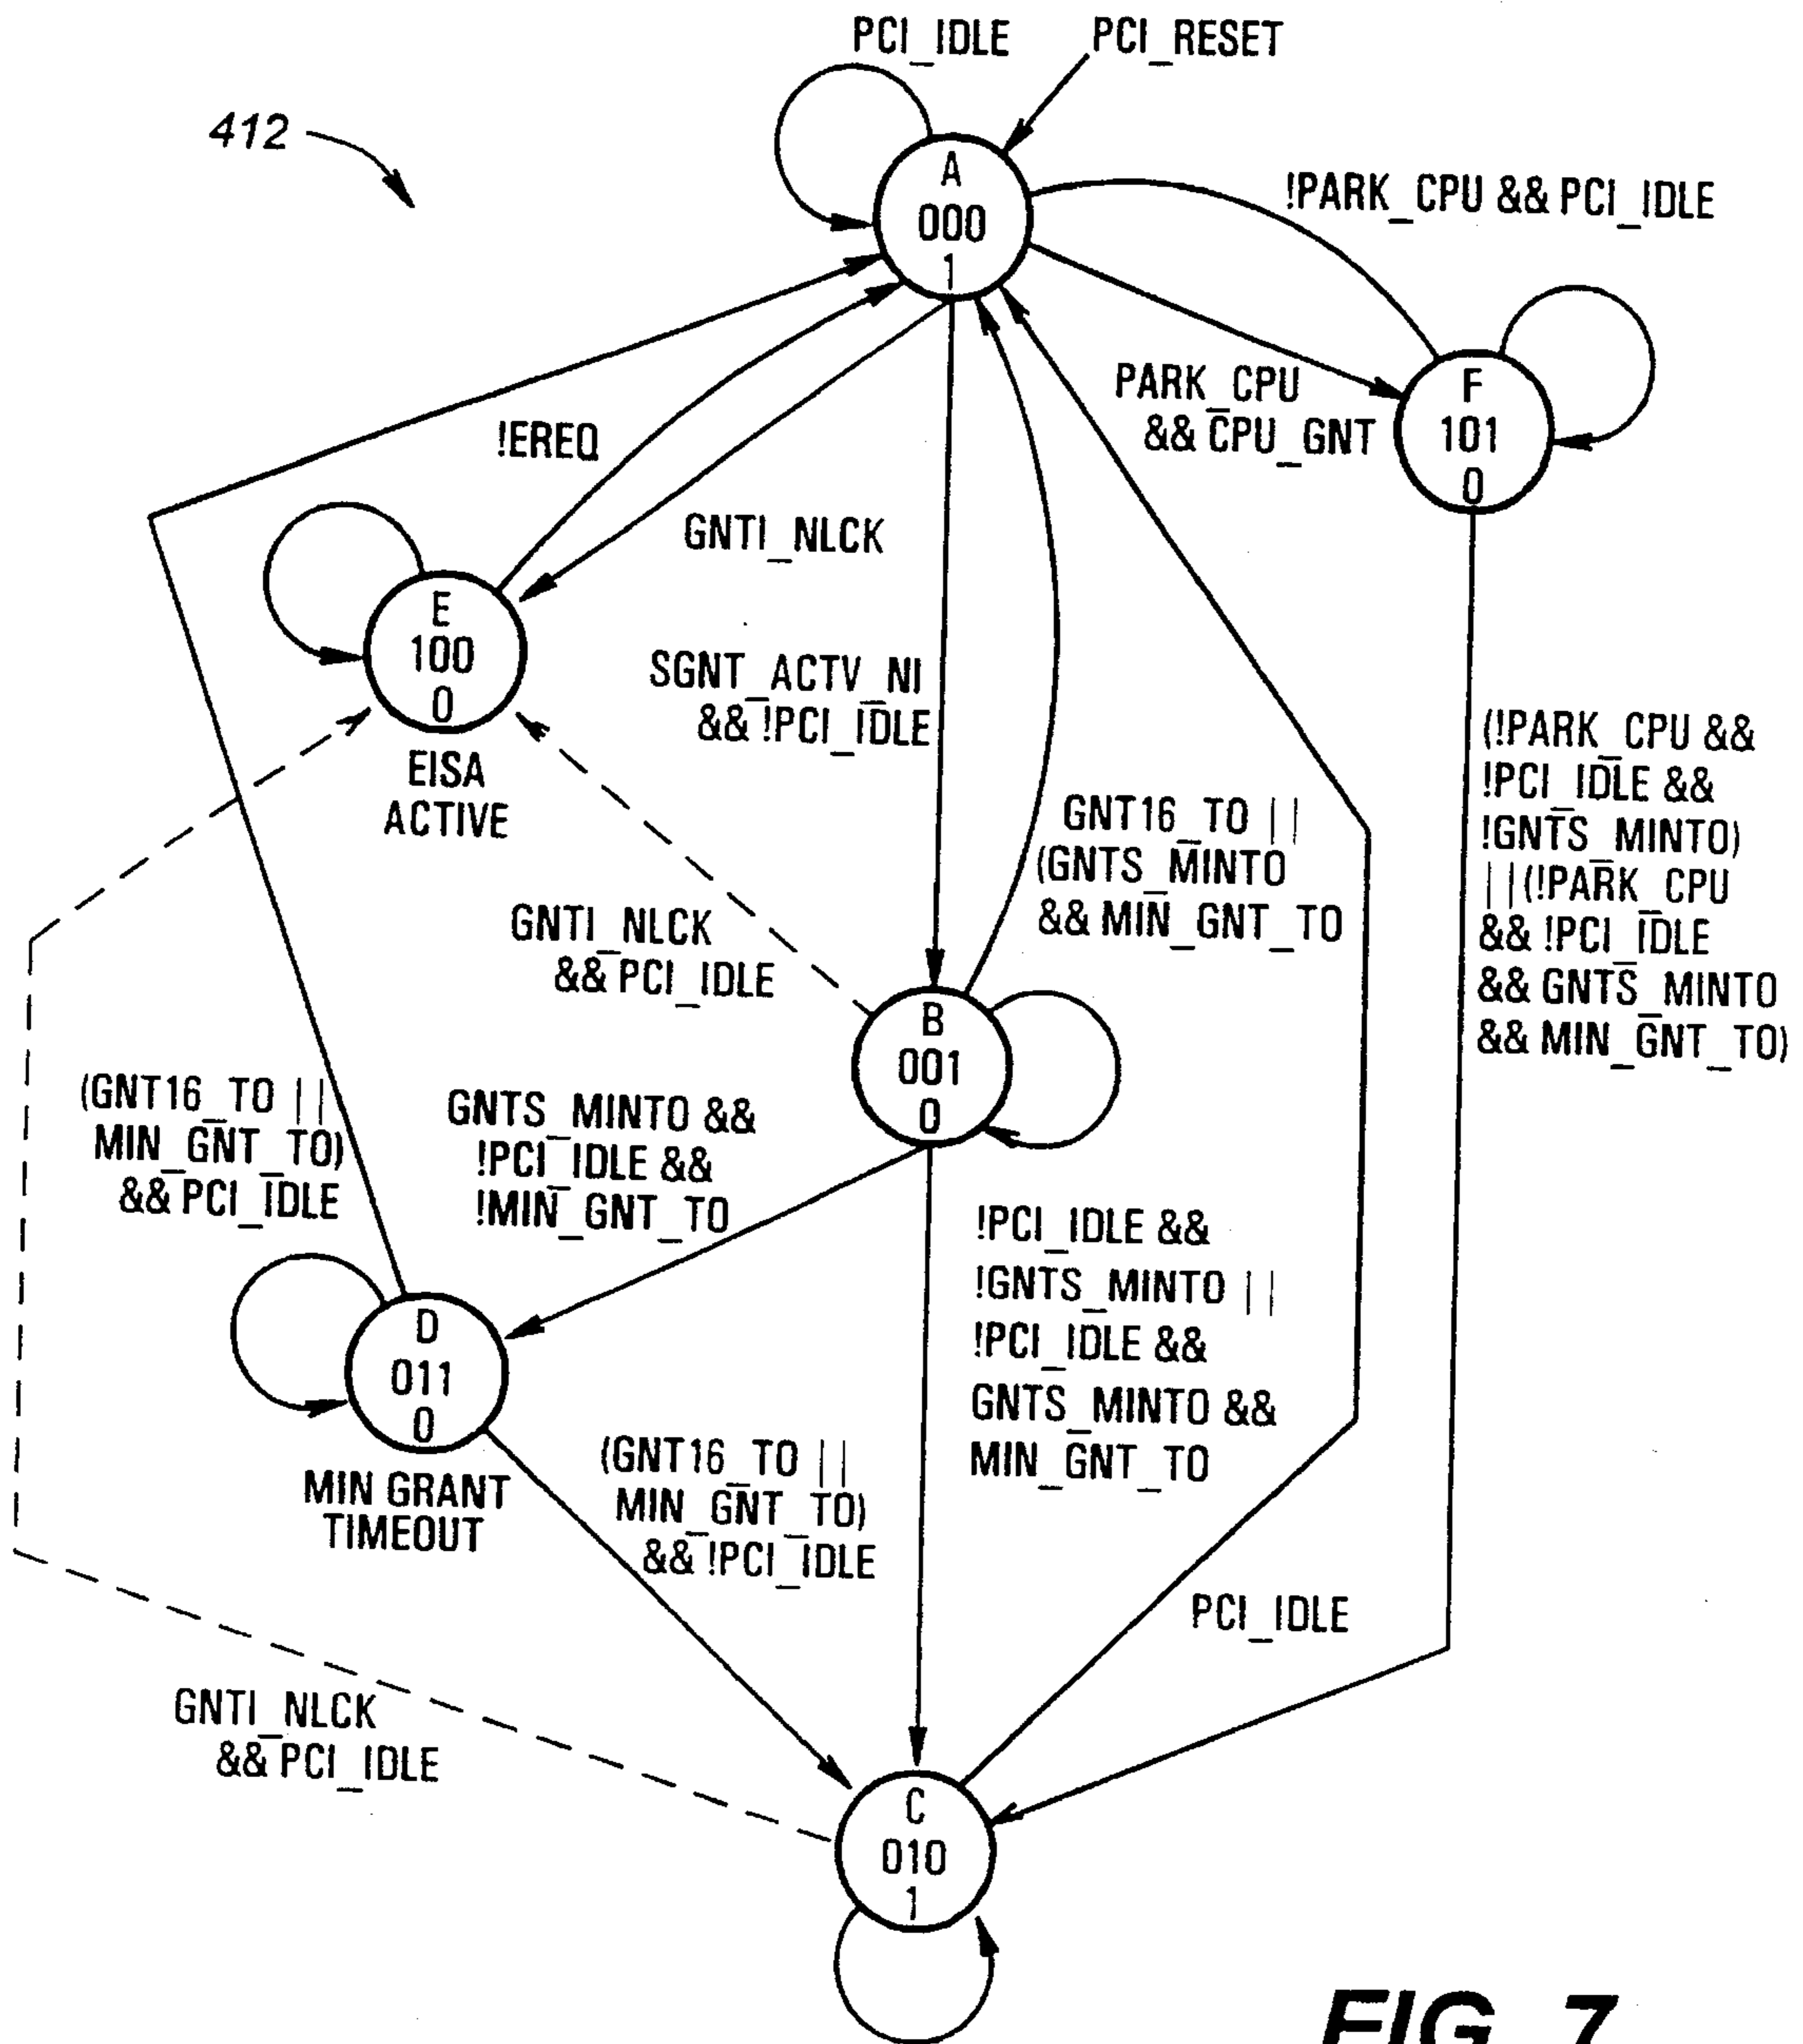 PCI_IDLE
PCI_RESET
412
A
000
1
!PARK_CPU && PCI_IDLE
PARK_CPU
&& CPU_GNT
F
101
0
!EREQ
GNTI_NLCK
E
100
0
EISA
ACTIVE
SGNT_ACTV_NI
&& !PCI_IDLE
(!PARK_CPU &&
!PCI_IDLE &&
!GNTS_MINTO)
||(!PARK_CPU
&& !PCI_IDLE
&& GNTS_MINTO
&& MIN_GNT_TO)
GNT16_TO ||
(GNTS_MINTO
&& MIN_GNT_TO
GNTI_NLCK
&& PCI_IDLE
B
001
0
(GNT16_TO ||
MIN_GNT_TO)
&& PCI_IDLE
GNTS_MINTO &&
!PCI_IDLE &&
!MIN_GNT_TO
!PCI_IDLE &&
!GNTS_MINTO ||
!PCI_IDLE &&
GNTS_MINTO &&
MIN_GNT_TO
D
011
0
MIN GRANT
TIMEOUT
(GNT16_TO ||
MIN_GNT_TO)
&& !PCI_IDLE
PCI_IDLE
GNTI_NLCK
&& PCI_IDLE
C
010
1
FIG. 7